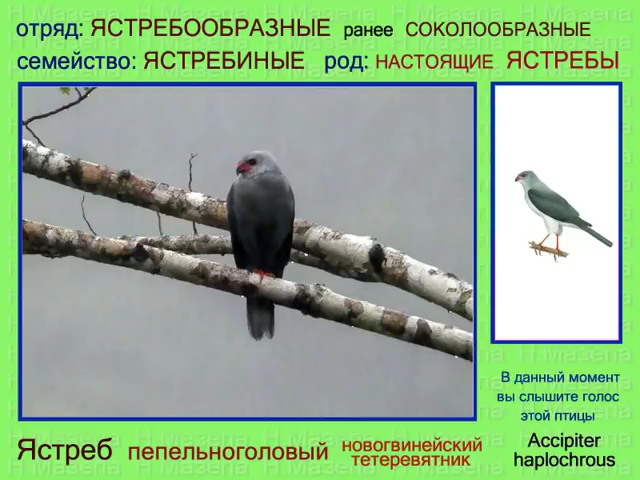 отряд: ЯСТРЕБООБРАЗНЫЕ ранее СОКОЛООБРАЗНЫЕ
семейство: ЯСТРЕБИНЫЕ род: НАСТОЯЩИЕ ЯСТРЕБЫ
В данный момент
вы слышите голос
этой птицы
Ястреб пепельноголовый новогвинейский
тетеревятник
Accipiter
haplochrous
Н.Мазепа